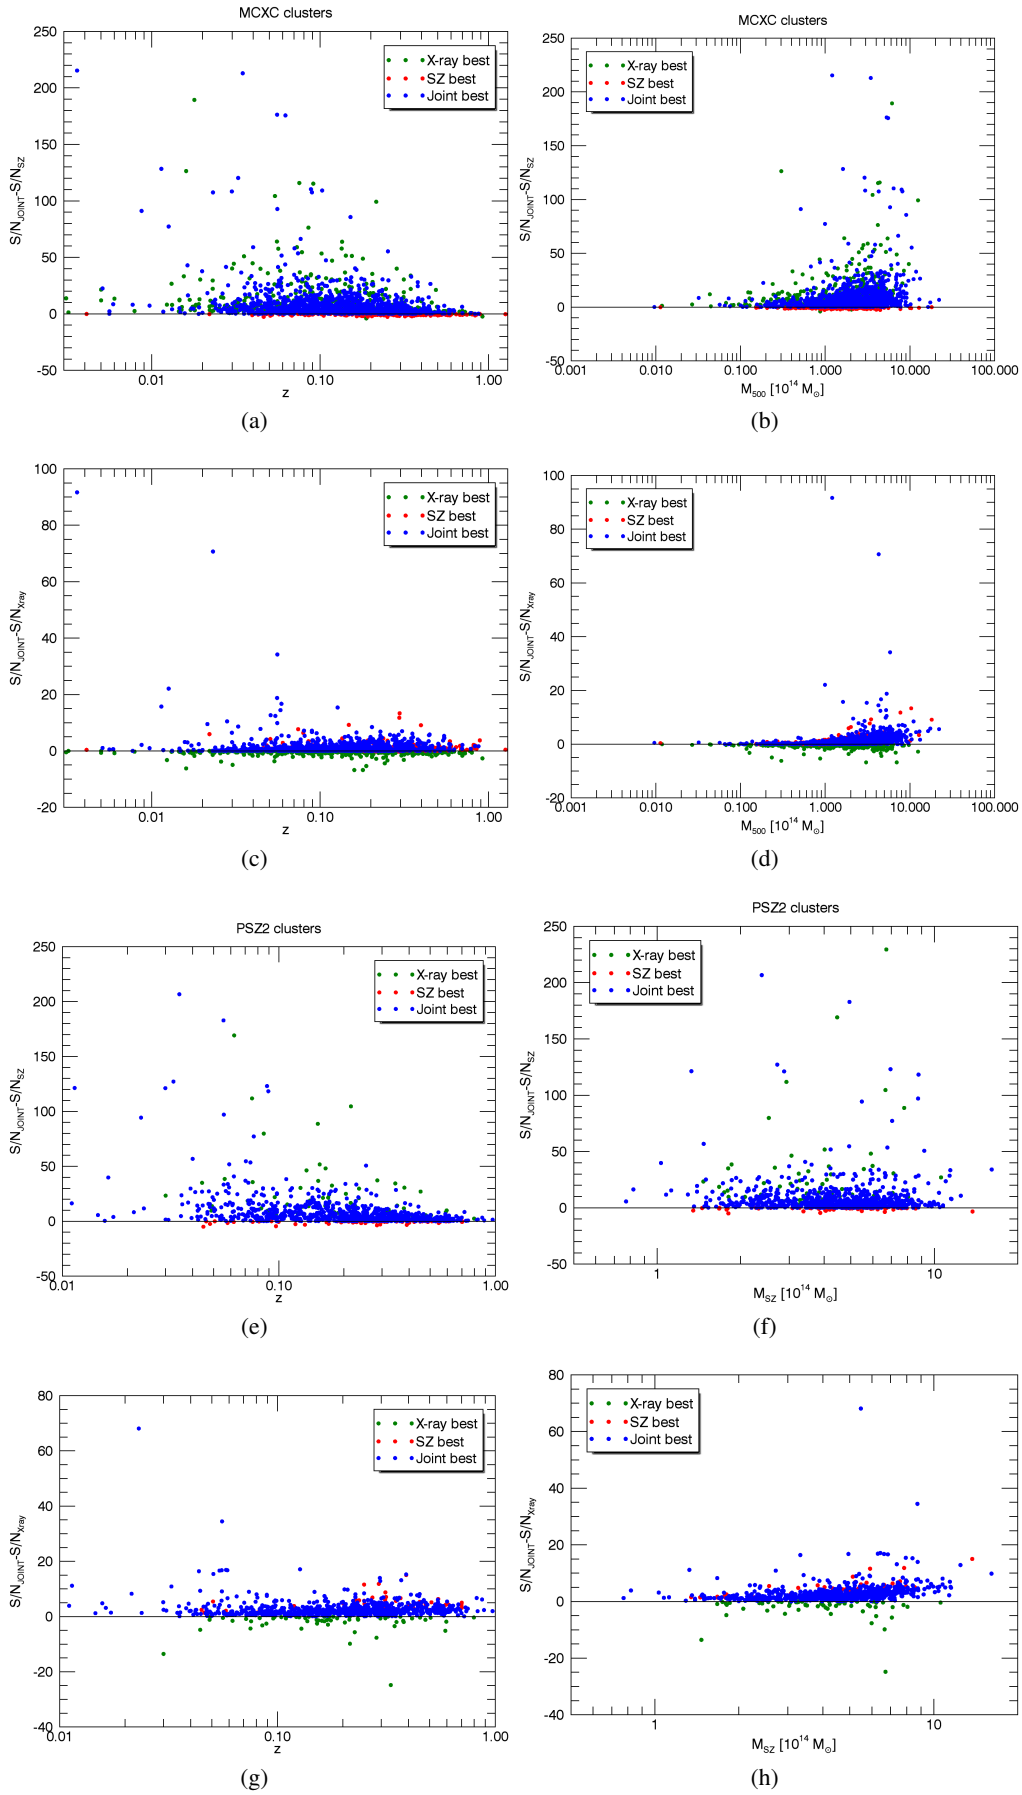 MCXC clusters
250
200
150
100
50
0
-50
S/N_JOINT-S/N_SZ
X-ray best
SZ best
Joint best
0.01
0.10
1.00
z
(a)
MCXC clusters
250
200
150
100
50
0
-50
S/N_JOINT-S/N_SZ
X-ray best
SZ best
Joint best
0.001
0.010
0.100
1.000
10.000
100.000
M_500 [10^14 M_⊙]
(b)
100
80
60
40
20
0
-20
S/N_JOINT-S/N_Xray
X-ray best
SZ best
Joint best
0.01
0.10
1.00
z
(c)
100
80
60
40
20
0
-20
S/N_JOINT-S/N_Xray
X-ray best
SZ best
Joint best
0.001
0.010
0.100
1.000
10.000
100.000
M_500 [10^14 M_⊙]
(d)
PSZ2 clusters
250
200
150
100
50
0
-50
S/N_JOINT-S/N_SZ
X-ray best
SZ best
Joint best
0.01
0.10
1.00
z
(e)
PSZ2 clusters
250
200
150
100
50
0
-50
S/N_JOINT-S/N_SZ
X-ray best
SZ best
Joint best
1
10
M_SZ [10^14 M_⊙]
(f)
80
60
40
20
0
-20
-40
S/N_JOINT-S/N_Xray
X-ray best
SZ best
Joint best
0.01
0.10
1.00
z
(g)
80
60
40
20
0
-20
-40
S/N_JOINT-S/N_Xray
X-ray best
SZ best
Joint best
1
10
M_SZ [10^14 M_⊙]
(h)